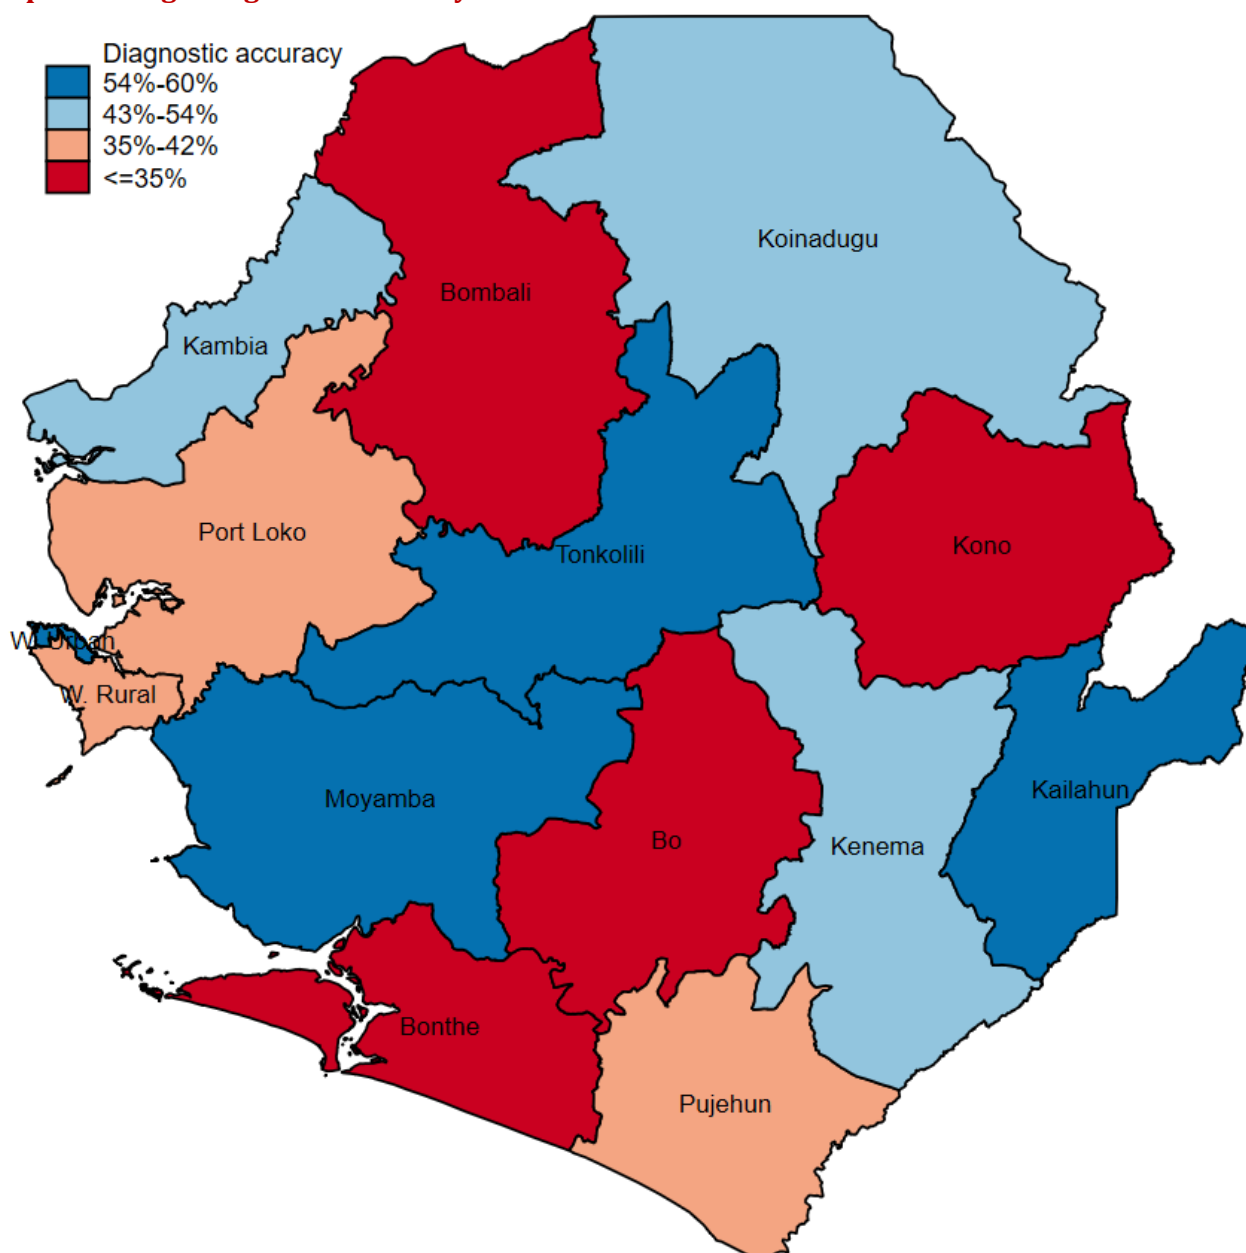 Diagnostic accuracy
54%-60%
43%-54%
35%-42%
<=35%
Koinadugu
Bombali
Kambia
Port Loko
Kono
Tonkolili
W. Urban
W. Rural
Kailahun
Moyamba
Bo
Kenema
Bonthe
Pujehun